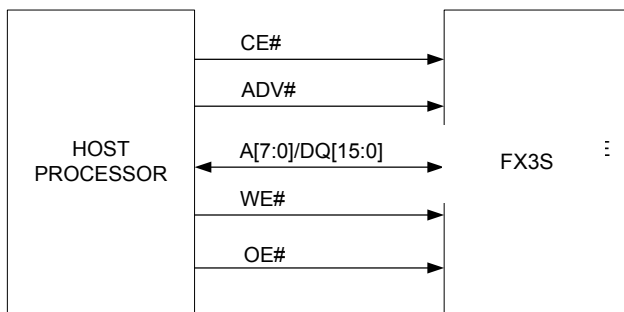 CE#
ADV#
HOST
PROCESSOR
A[7:0]/DQ[15:0]
FX3S
WE#
OE#